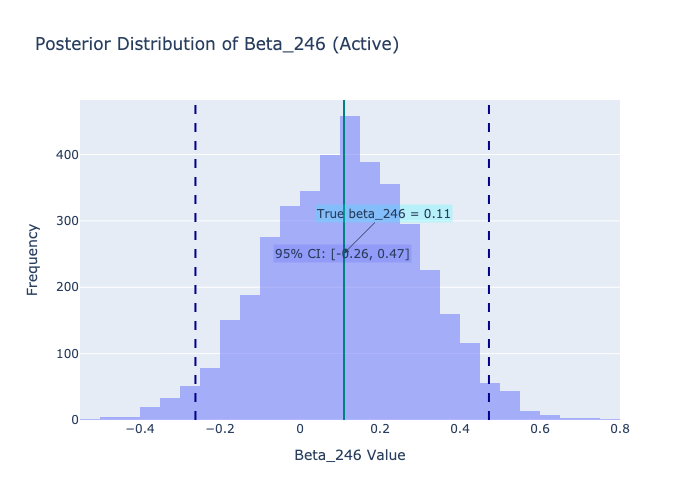 Posterior Distribution of Beta_246 (Active)
400
300
200
100
0
Frequency
True beta_246 = 0.11
95% CI: [-0.26, 0.47]
−0.4
−0.2
0
0.2
0.4
0.6
0.8
Beta_246 Value